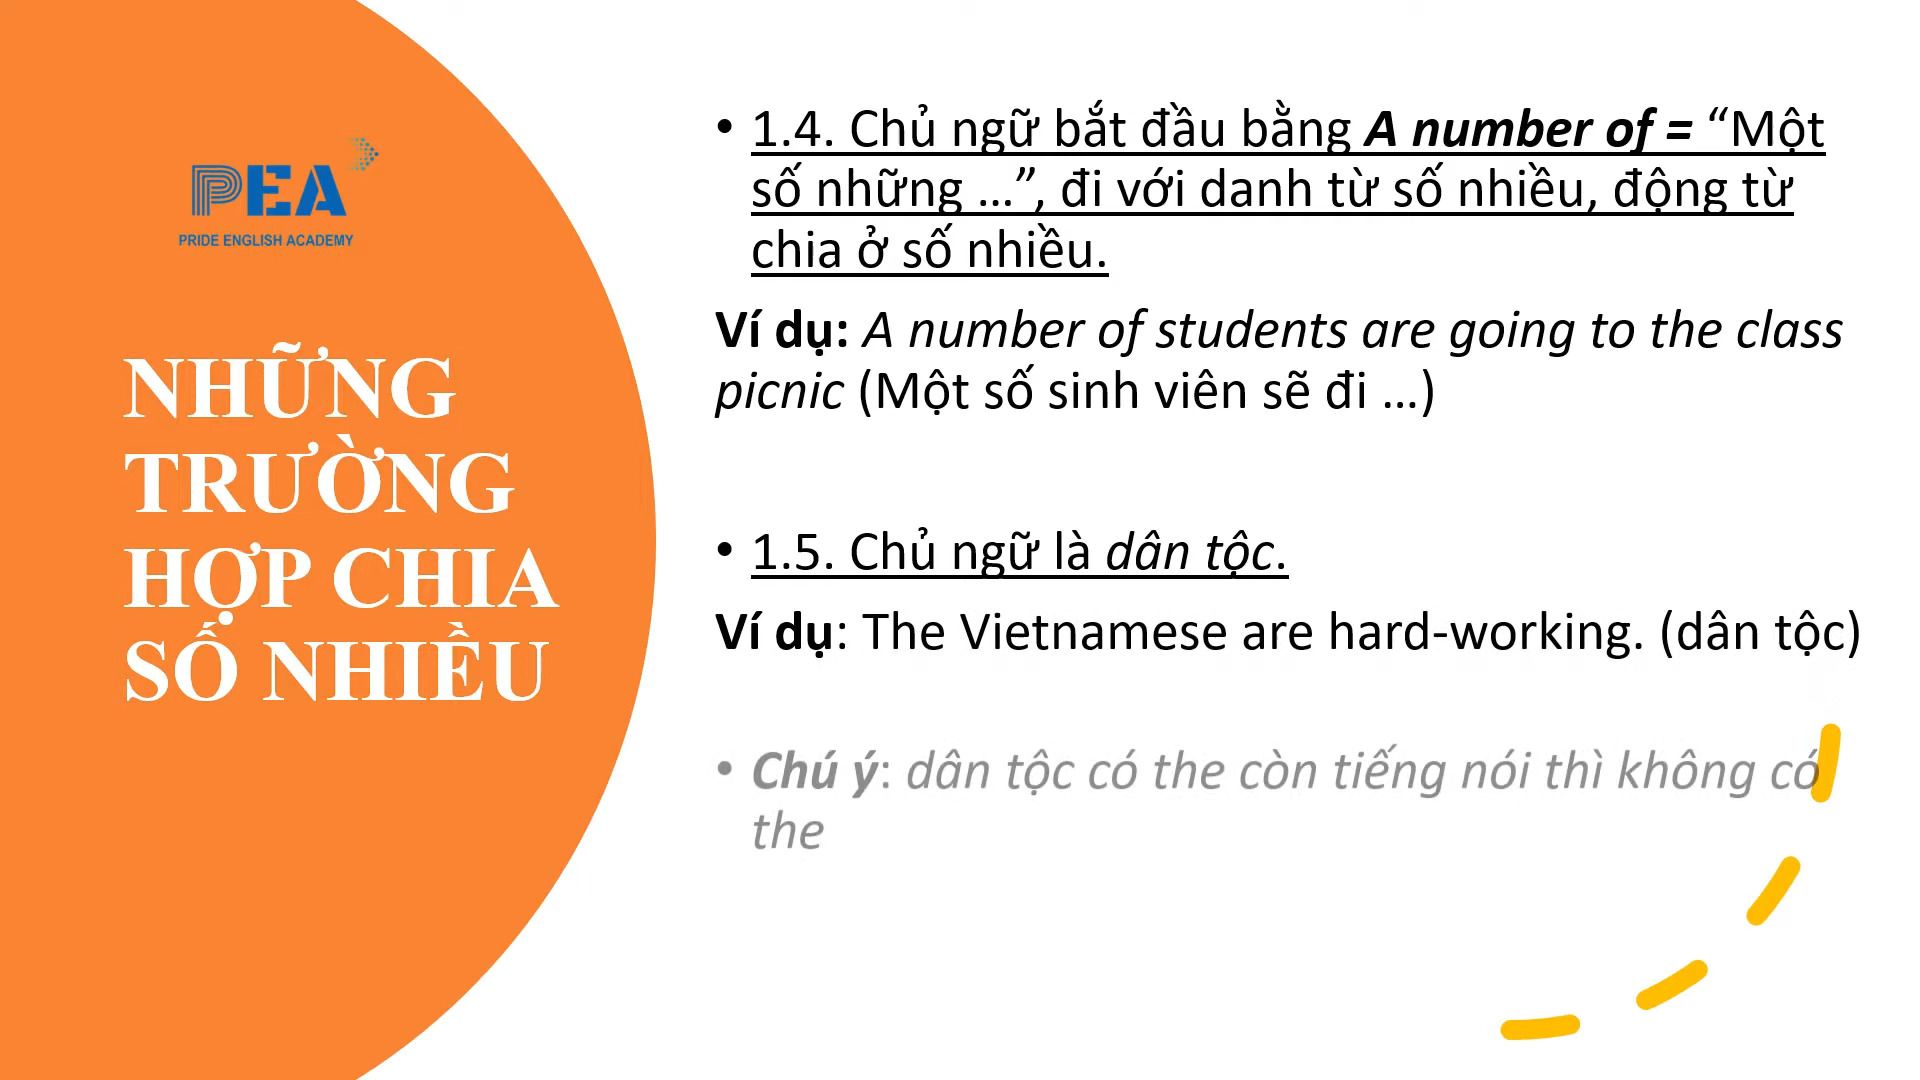 PEA
PRIDE ENGLISH ACADEMY
NHỮNG
TRƯỜNG
HỢP CHIA
SỐ NHIỀU
• 1.4. Chủ ngữ bắt đầu bằng A number of = “Một
số những ...”, đi với danh từ số nhiều, động từ
chia ở số nhiều.
Ví dụ: A number of students are going to the class
picnic (Một số sinh viên sẽ đi ...)
• 1.5. Chủ ngữ là dân tộc.
Ví dụ: The Vietnamese are hard-working. (dân tộc)
• Chú ý: dân tộc có the còn tiếng nói thì không có
the